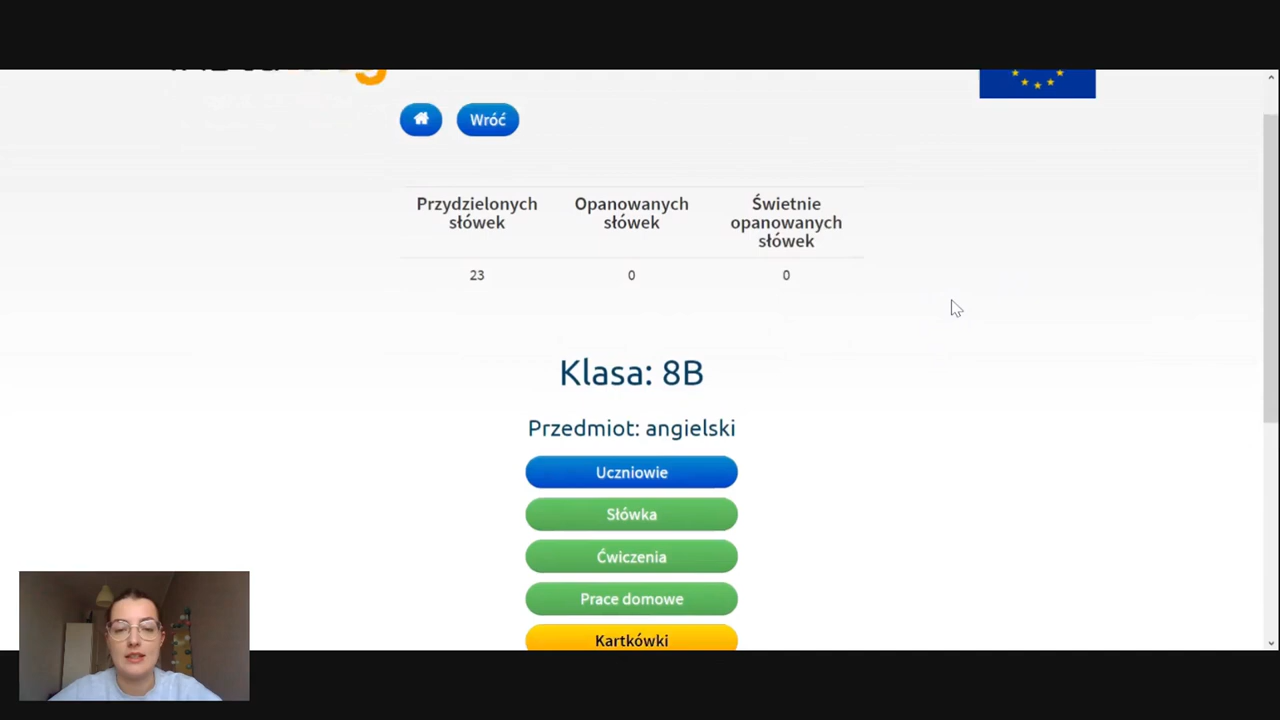 Wróć
Przydzielonych słówek
Opanowanych słówek
Świetnie opanowanych słówek
23
0
0
Klasa: 8B
Przedmiot: angielski
Uczniowie
Słówka
Ćwiczenia
Prace domowe
Kartkówki